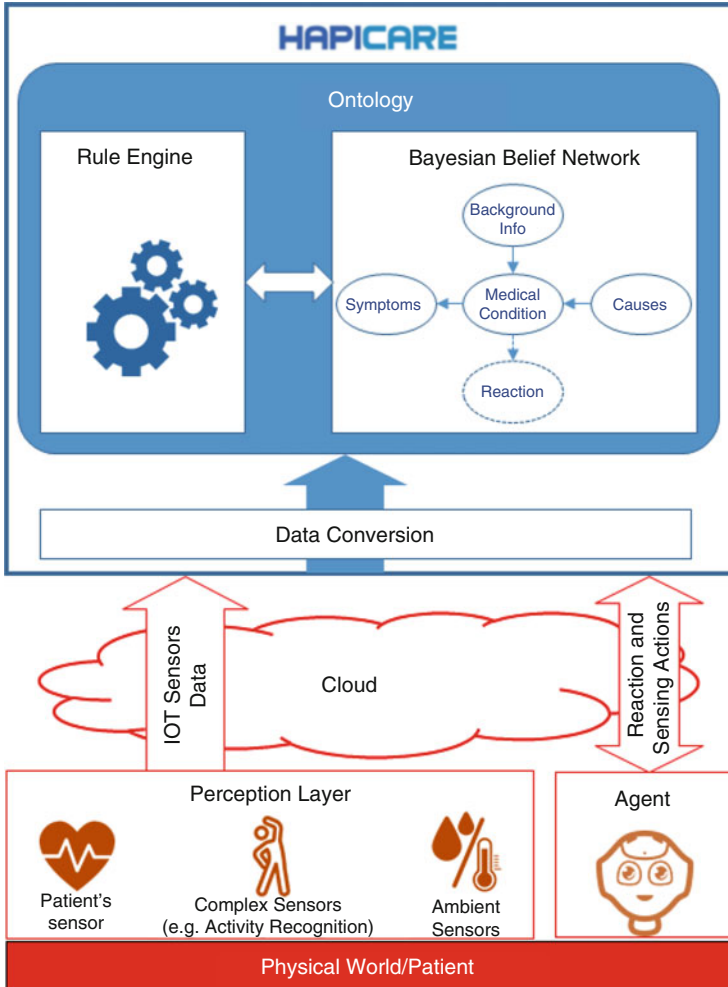 HAPICARE
Ontology
Rule Engine
Bayesian Belief Network
Background
Info
Symptoms
Medical
Condition
Causes
Reaction
Data Conversion
IOT Sensors
Data
Cloud
Reaction and
Sensing Actions
Perception Layer
Agent
Patient's
sensor
Complex Sensors
(e.g. Activity Recognition)
Ambient
Sensors
Physical World/Patient